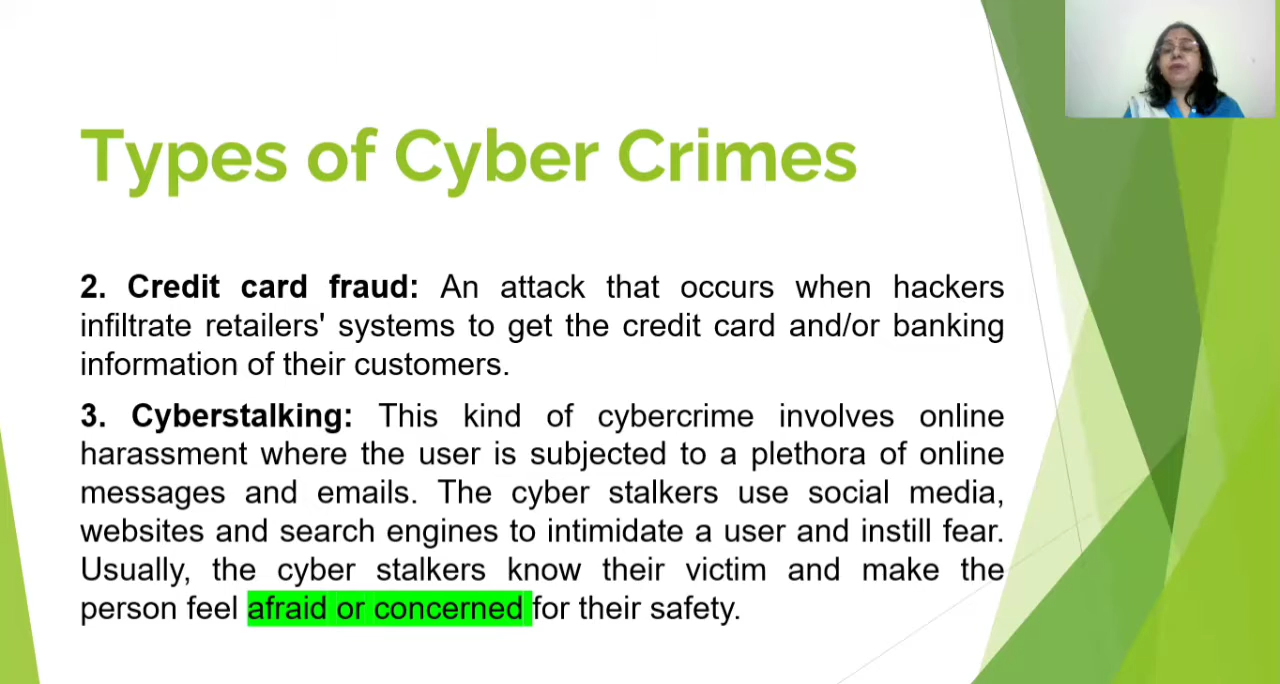 Types of Cyber Crimes
2. Credit card fraud: An attack that occurs when hackers
infiltrate retailers' systems to get the credit card and/or banking
information of their customers.
3. Cyberstalking: This kind of cybercrime involves online
harassment where the user is subjected to a plethora of online
messages and emails. The cyber stalkers use social media,
websites and search engines to intimidate a user and instill fear.
Usually, the cyber stalkers know their victim and make the
person feel afraid or concerned for their safety.